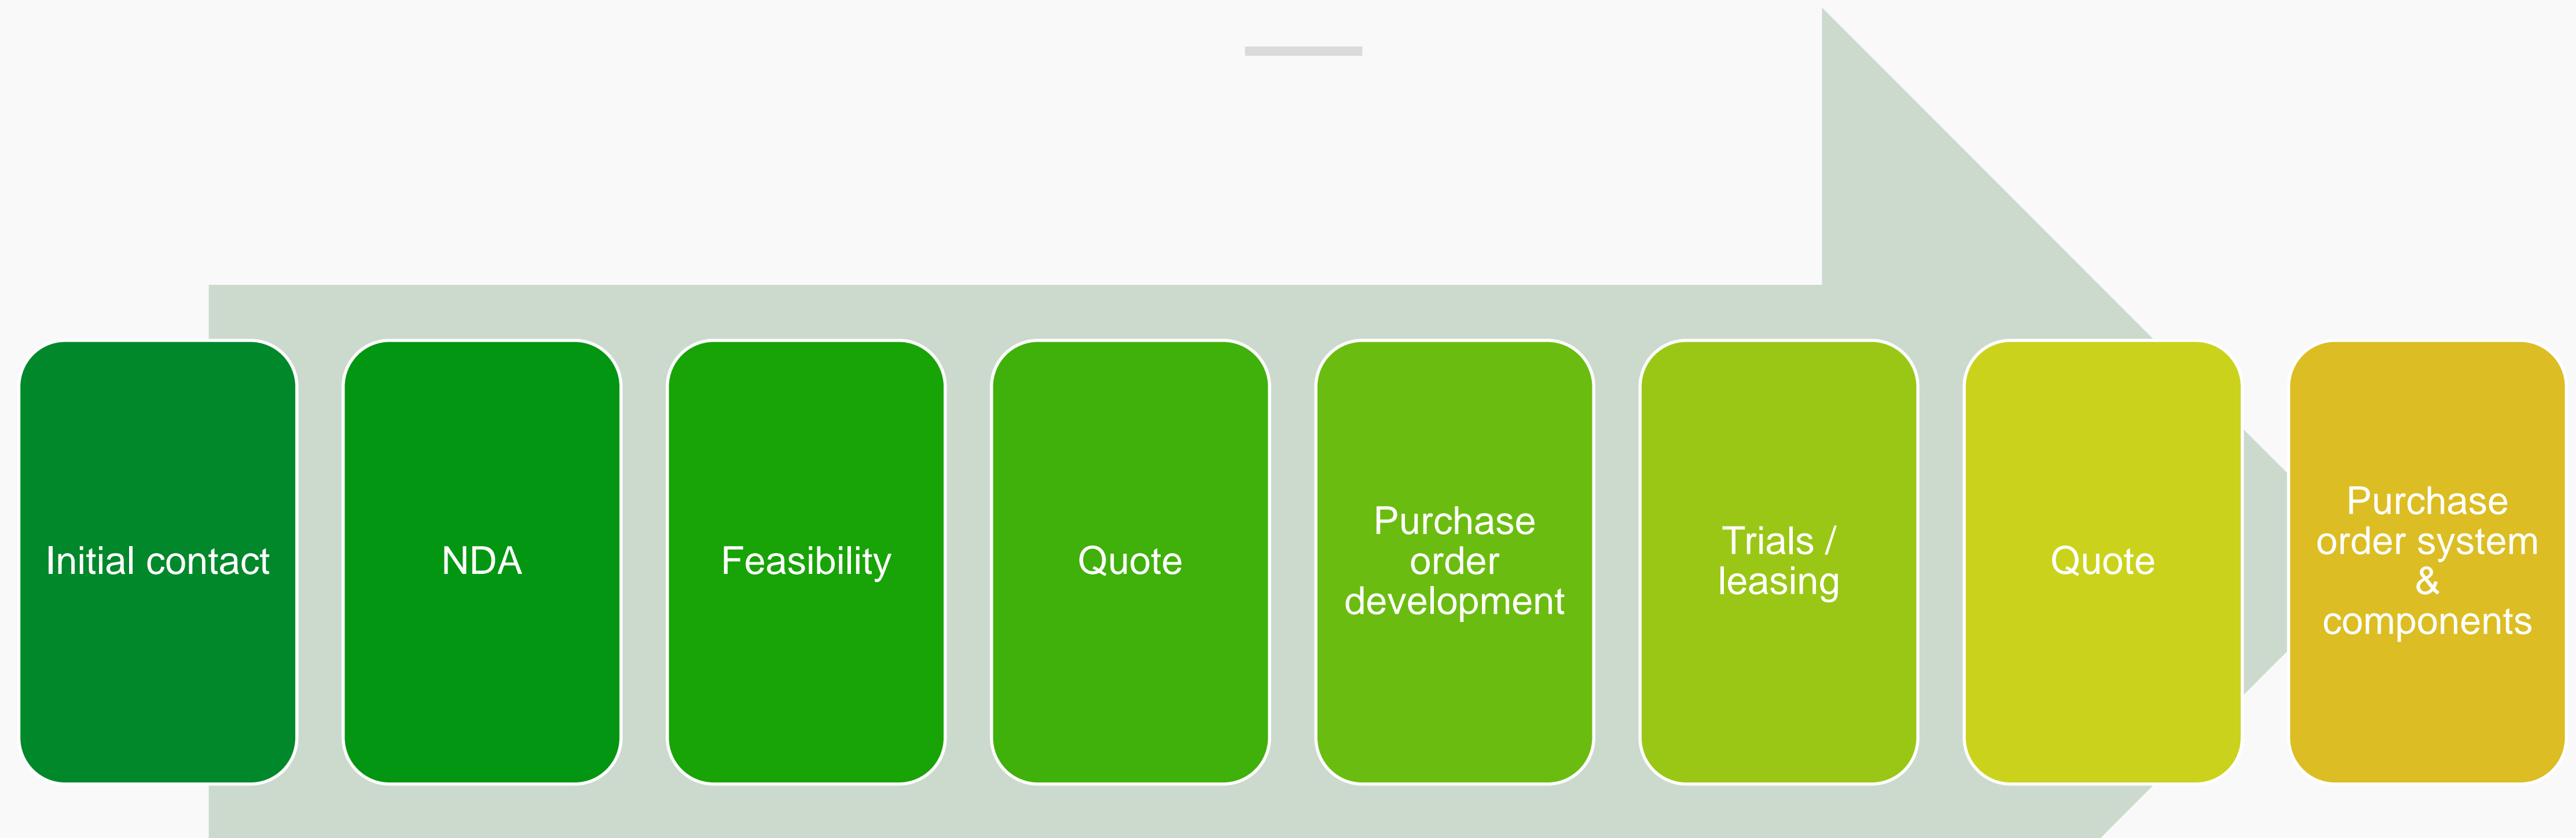 Initial contact
NDA
Feasibility
Quote
Purchase
order
development
Trials /
leasing
Quote
Purchase
order system
&
components